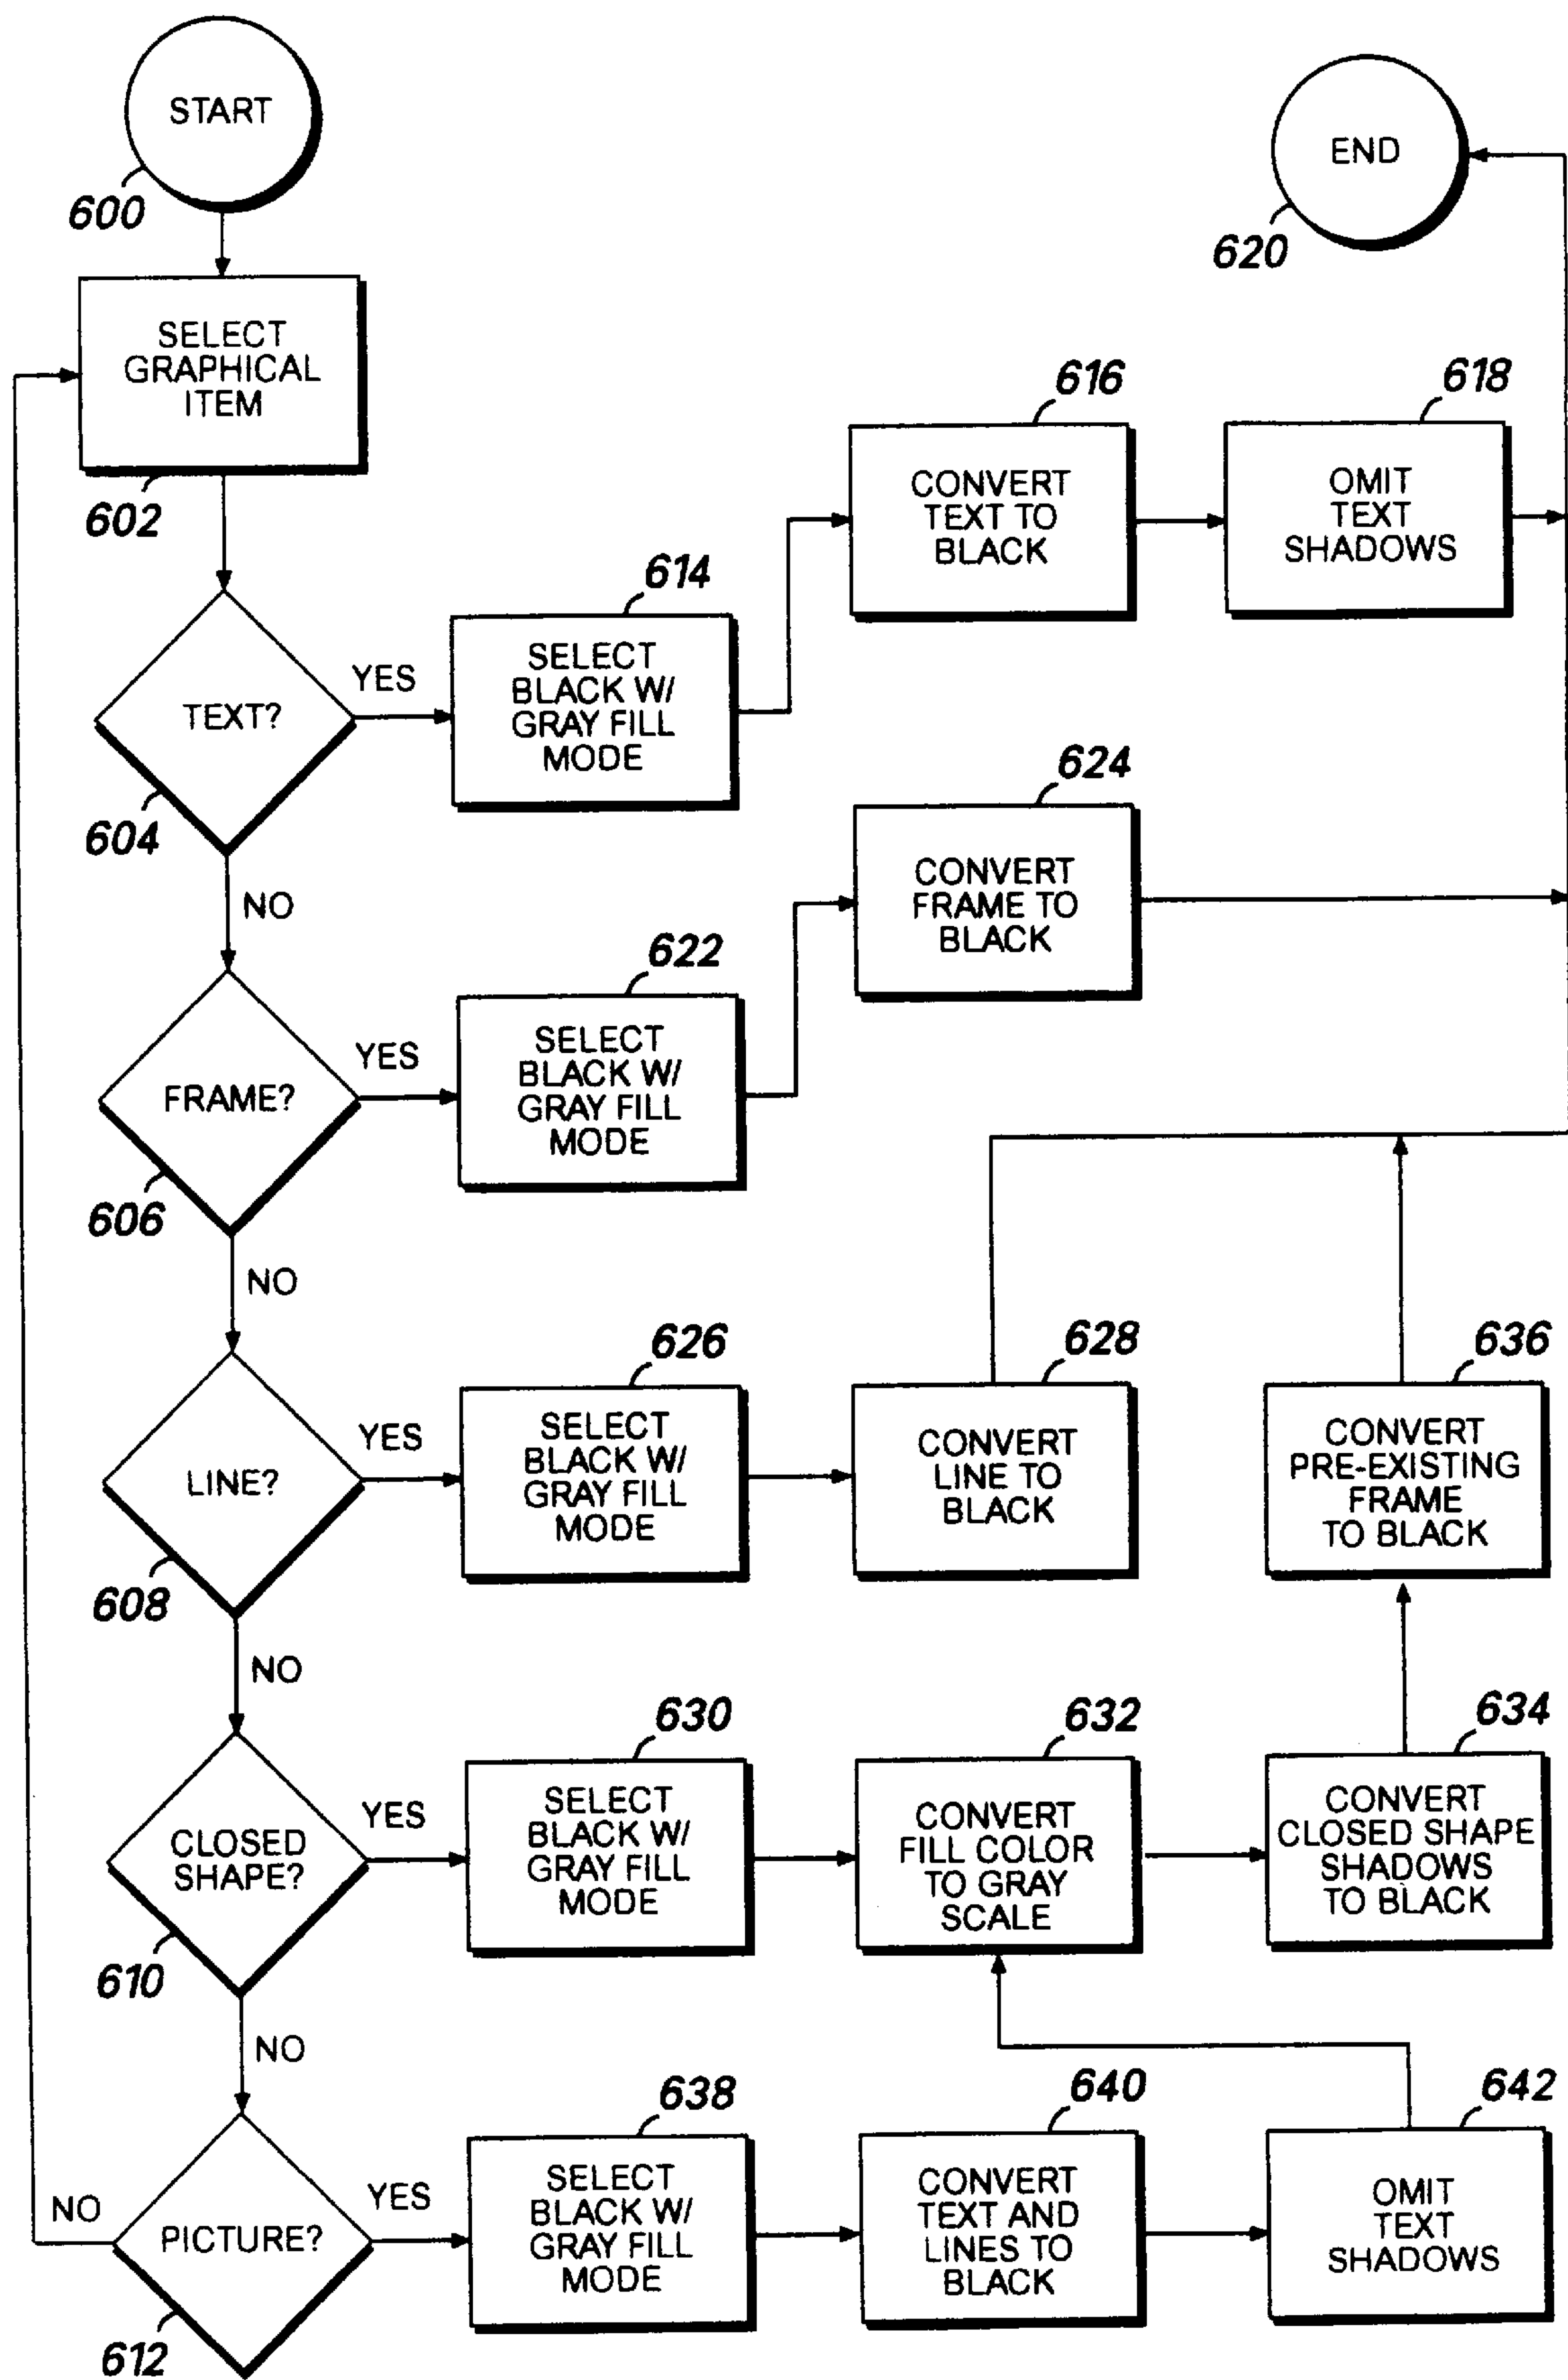 START
600
END
620
SELECT
GRAPHICAL
ITEM
602
616
CONVERT
TEXT TO
BLACK
618
OMIT
TEXT
SHADOWS
TEXT?
604
YES
NO
614
SELECT
BLACK W/
GRAY FILL
MODE
624
CONVERT
FRAME TO
BLACK
FRAME?
606
YES
NO
622
SELECT
BLACK W/
GRAY FILL
MODE
LINE?
608
YES
NO
626
SELECT
BLACK W/
GRAY FILL
MODE
628
CONVERT
LINE TO
BLACK
636
CONVERT
PRE-EXISTING
FRAME
TO BLACK
CLOSED
SHAPE?
610
YES
NO
630
SELECT
BLACK W/
GRAY FILL
MODE
632
CONVERT
FILL COLOR
TO GRAY
SCALE
634
CONVERT
CLOSED SHAPE
SHADOWS
TO BLACK
PICTURE?
612
NO
YES
638
SELECT
BLACK W/
GRAY FILL
MODE
640
CONVERT
TEXT AND
LINES TO
BLACK
642
OMIT
TEXT
SHADOWS